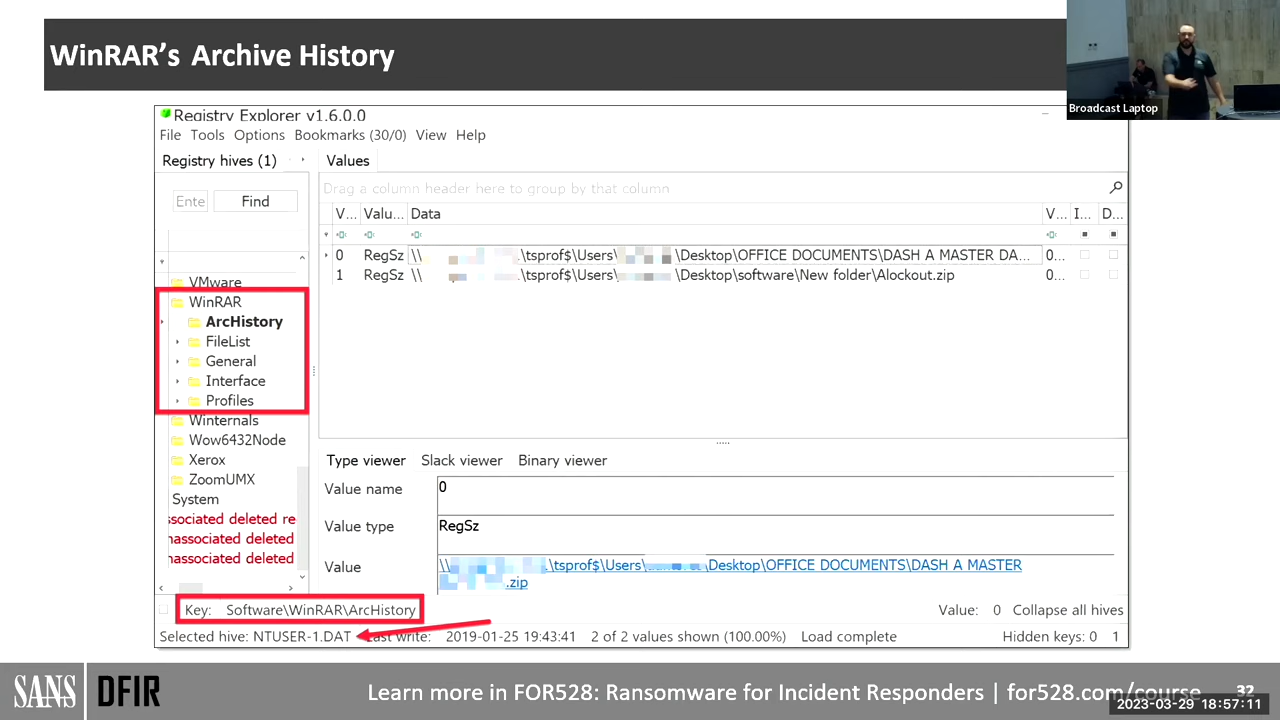 WinRAR's Archive History
Broadcast Laptop
Registry Explorer v1.6.0.0
File Tools Options Bookmarks (30/0) View Help
Registry hives (1)
Values
Drag a column header here to group by that column
Ente Find
V... Valu... Data V... I... D...
0 RegSz \\ .\tsprof$\Users\ \Desktop\OFFICE DOCUMENTS\DASH A MASTER DA... 0...
1 RegSz \\ .\tsprof$\Users\ \Desktop\software\New folder\Alockout.zip 0...
VMware
WinRAR
ArcHistory
FileList
General
Interface
Profiles
Winternals
Wow6432Node
Xerox
ZoomUMX
System
ssociated deleted re
nassociated deleted
nassociated deleted
Type viewer Slack viewer Binary viewer
Value name 0
Value type RegSz
Value \\ \tsprof$\Users\ \Desktop\OFFICE DOCUMENTS\DASH A MASTER
.zip
Key: Software\WinRAR\ArcHistory
Value: 0 Collapse all hives
Selected hive: NTUSER-1.DAT Last write: 2019-01-25 19:43:41 2 of 2 values shown (100.00%) Load complete Hidden keys: 0 1
SANS DFIR
Learn more in FOR528: Ransomware for Incident Responders | for528.com/course 32
2023-03-29 18:57:11